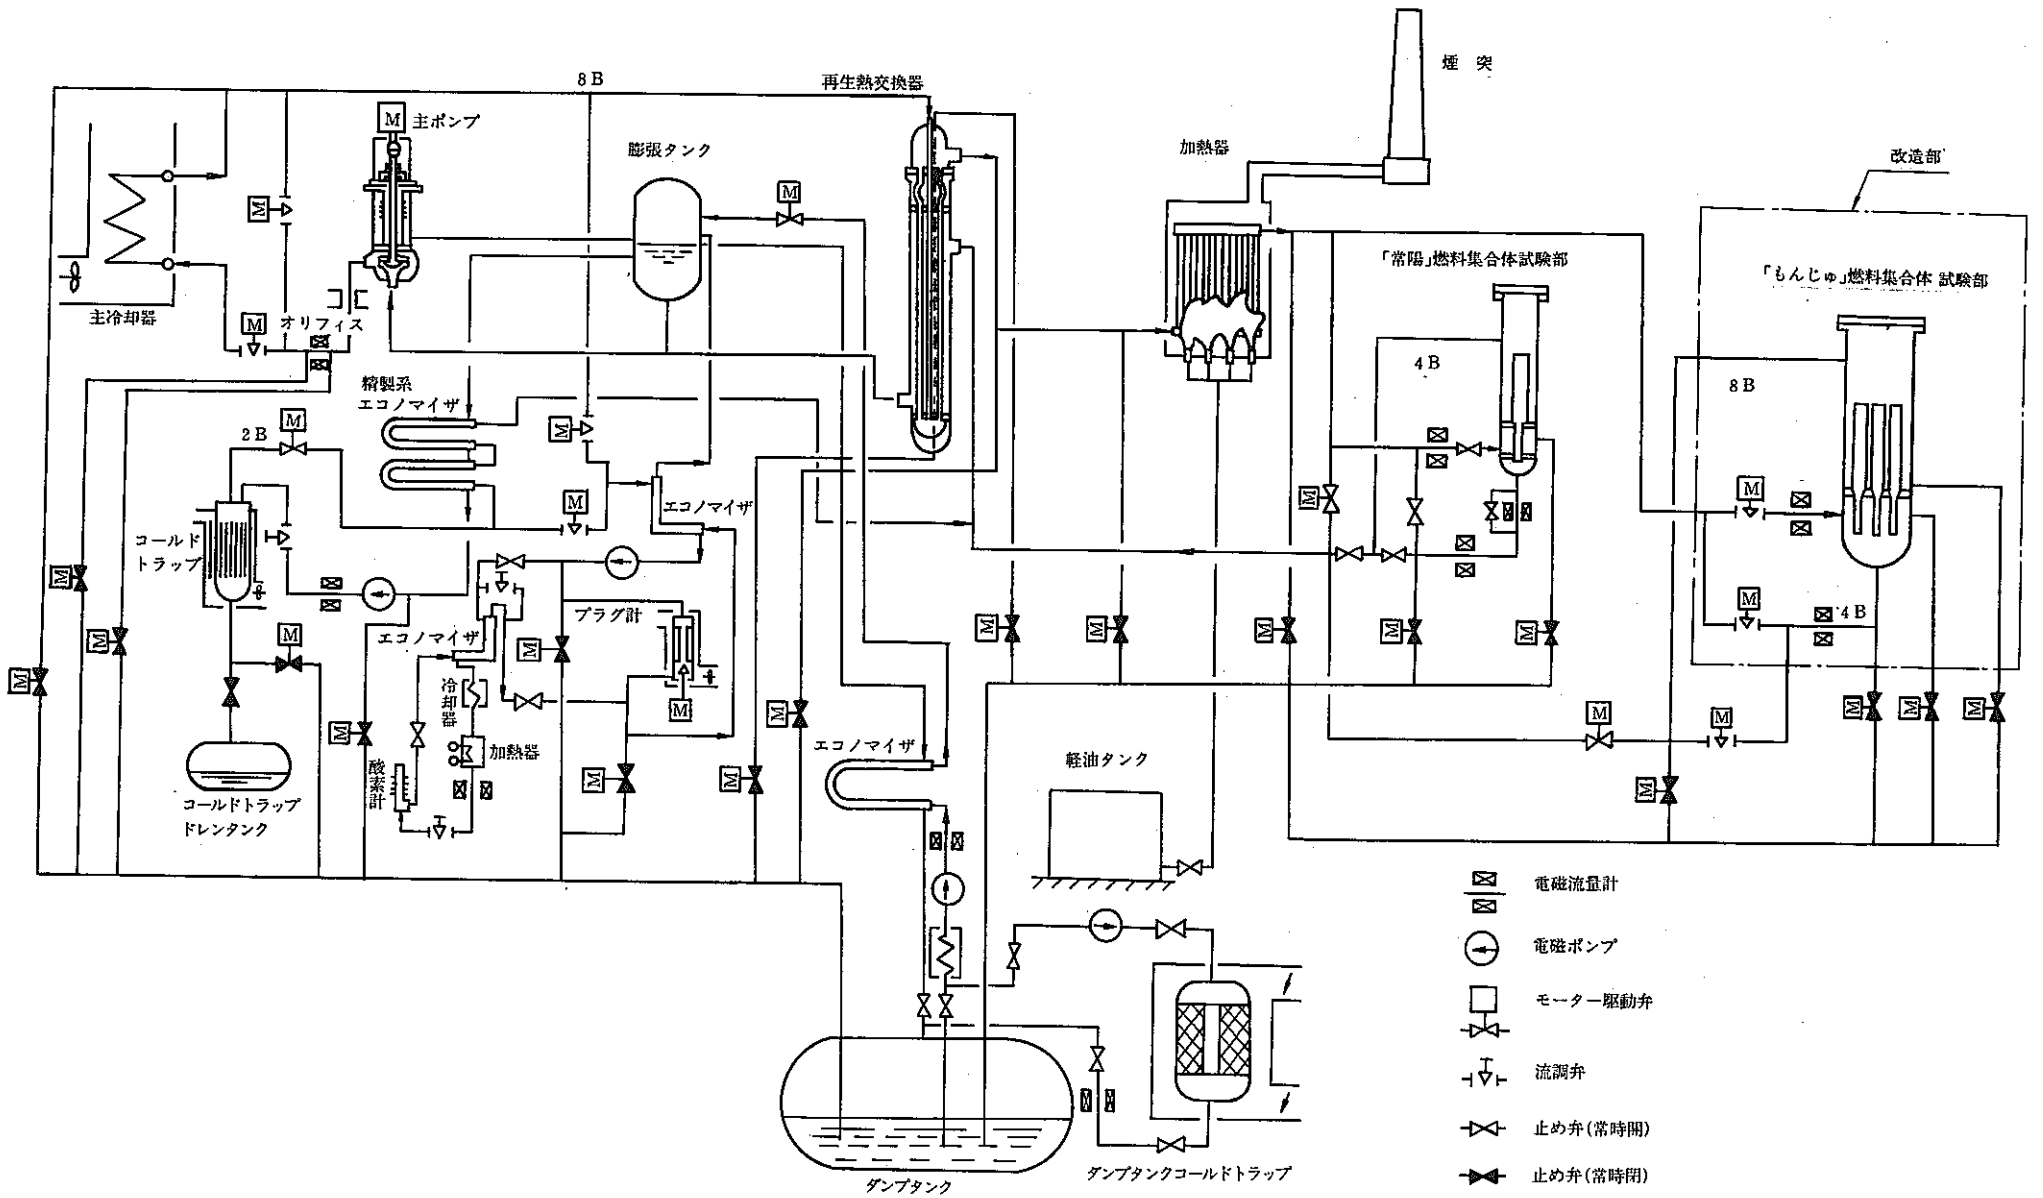 煙 突
8 B
再生熱交換器
M
主ポンプ
膨張タンク
加熱器
改造部
M
M
「常陽」燃料集合体試験部
「もんじゅ」燃料集合体 試験部
主冷却器
M
オリフィス
4 B
8 B
精製系
エコノマイザ
M
2 B
M
M
エコノマイザ
M
M
コールド
トラップ
M
プラグ計
M
4 B
M
M
エコノマイザ
M
M
M
M
M
M
M
冷却器
M
M
M
M
M
M
M
M
M
加熱器
エコノマイザ
軽油タンク
酸素計
M
M
M
コールドトラップ
ドレンタンク
電磁流量計
電磁ポンプ
モーター駆動弁
流調弁
止め弁(常時開)
止め弁(常時閉)
ダンプタンクコールドトラップ
ダンプタンク